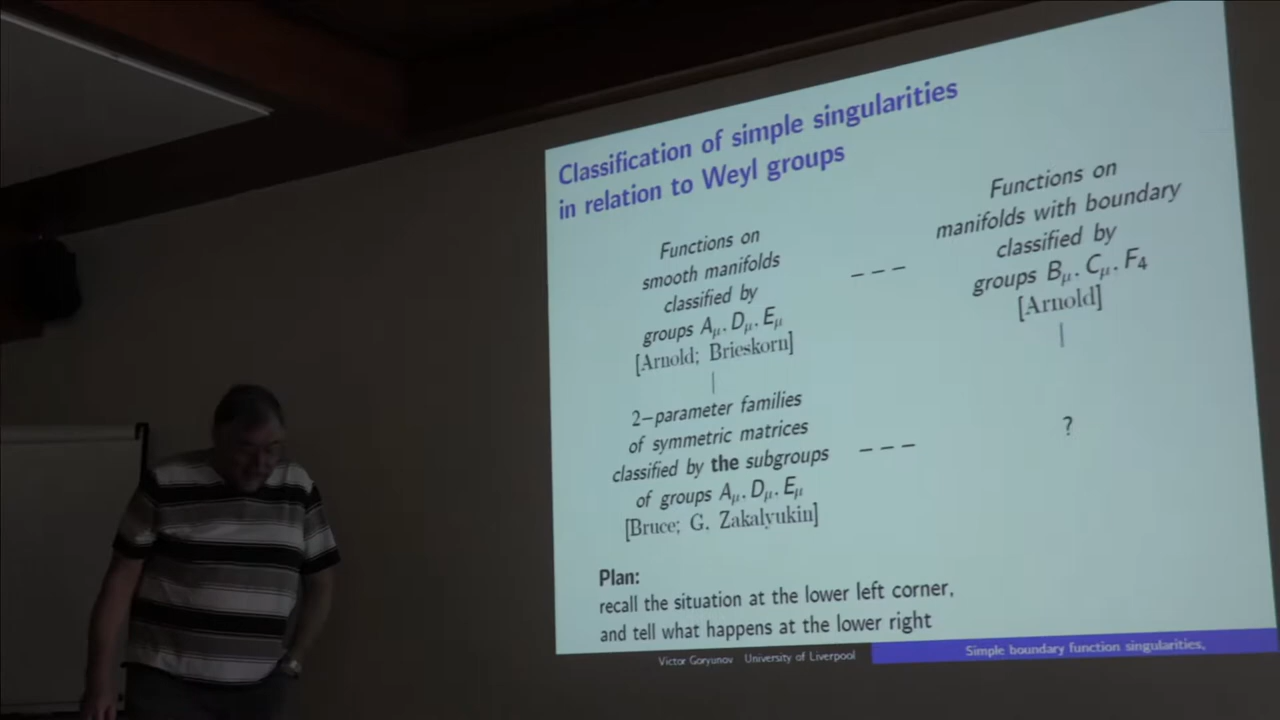 Classification of simple singularities
in relation to Weyl groups
Functions on
smooth manifolds
classified by
groups Aμ, Dμ, Eμ
[Arnold; Brieskorn]
|
– – –
Functions on
manifolds with boundary
classified by
groups Bμ, Cμ, F4
[Arnold]
|
2−parameter families
of symmetric matrices
classified by the subgroups
of groups Aμ, Dμ, Eμ
[Bruce; G. Zakalyukin]
– – –
?
Plan:
recall the situation at the lower left corner,
and tell what happens at the lower right
Victor Goryunov University of Liverpool
Simple boundary function singularities,